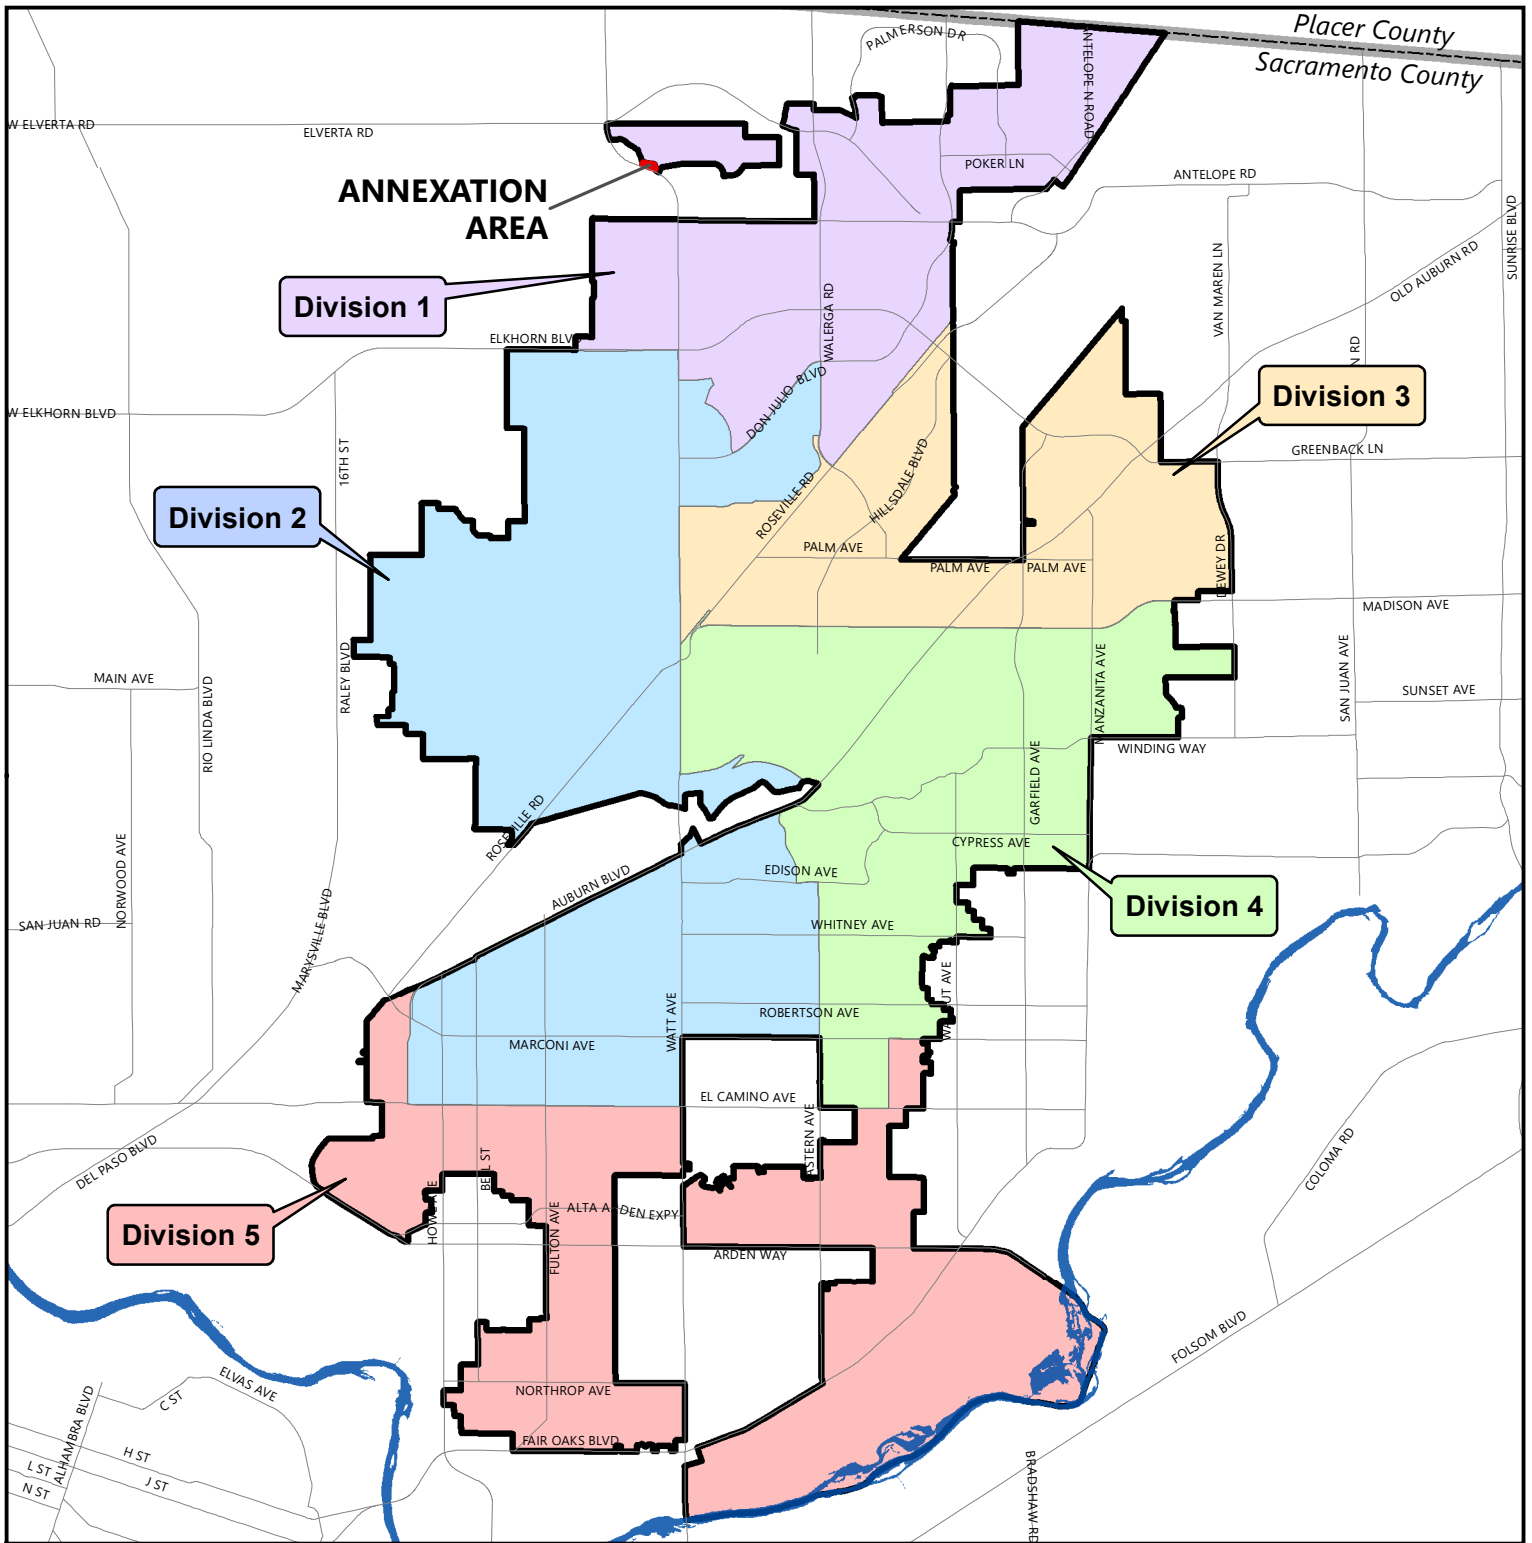 Placer County
Sacramento County
PALMERSON DR
ANTELOPE N ROAD
W ELVERTA RD
ELVERTA RD
POKER LN
ANTELOPE RD
ANNEXATION
AREA
SUNRISE BLVD
VAN MAREN LN
OLD AUBURN RD
Division 1
WALERGA RD
ELKHORN BLVD
N RD
DON JULIO BLVD
Division 3
W ELKHORN BLVD
16TH ST
GREENBACK LN
HILLSDALE BLVD
ROSEVILLE RD
Division 2
PALM AVE
PALM AVE
PALM AVE
DEWEY DR
MADISON AVE
MAIN AVE
RIO LINDA BLVD
RALEY BLVD
MANZANITA AVE
SAN JUAN AVE
SUNSET AVE
WINDING WAY
GARFIELD AVE
ROSEVILLE RD
CYPRESS AVE
NORWOOD AVE
AUBURN BLVD
EDISON AVE
Division 4
SAN JUAN RD
MARYSVILLE BLVD
WHITNEY AVE
WATT AVE
ROBERTSON AVE
MARCONI AVE
EL CAMINO AVE
DEL PASO BLVD
COLOMA RD
Division 5
HOWE AVE
FULTON AVE
ALTA A
DEN EXPY
ARDEN WAY
FOLSOM BLVD
ELVAS AVE
C ST
NORTHROP AVE
ALHAMBRA BLVD
FAIR OAKS BLVD
H ST
J ST
L ST
N ST
BRADSHAW RD